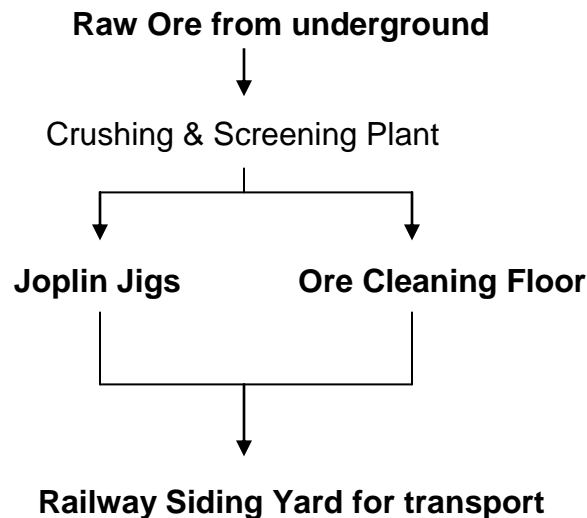 Raw Ore from underground
Crushing & Screening Plant
Joplin Jigs
Ore Cleaning Floor
Railway Siding Yard for transport